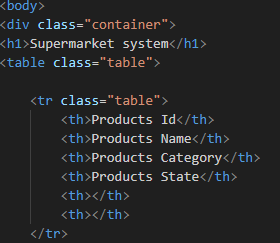 <body>
<div class="container">
<h1>Supermarket system</h1>
<table class="table">
<tr class="table">
<th>Products Id</th>
<th>Products Name</th>
<th>Products Category</th>
<th>Products State</th>
<th></th>
<th></th>
</tr>